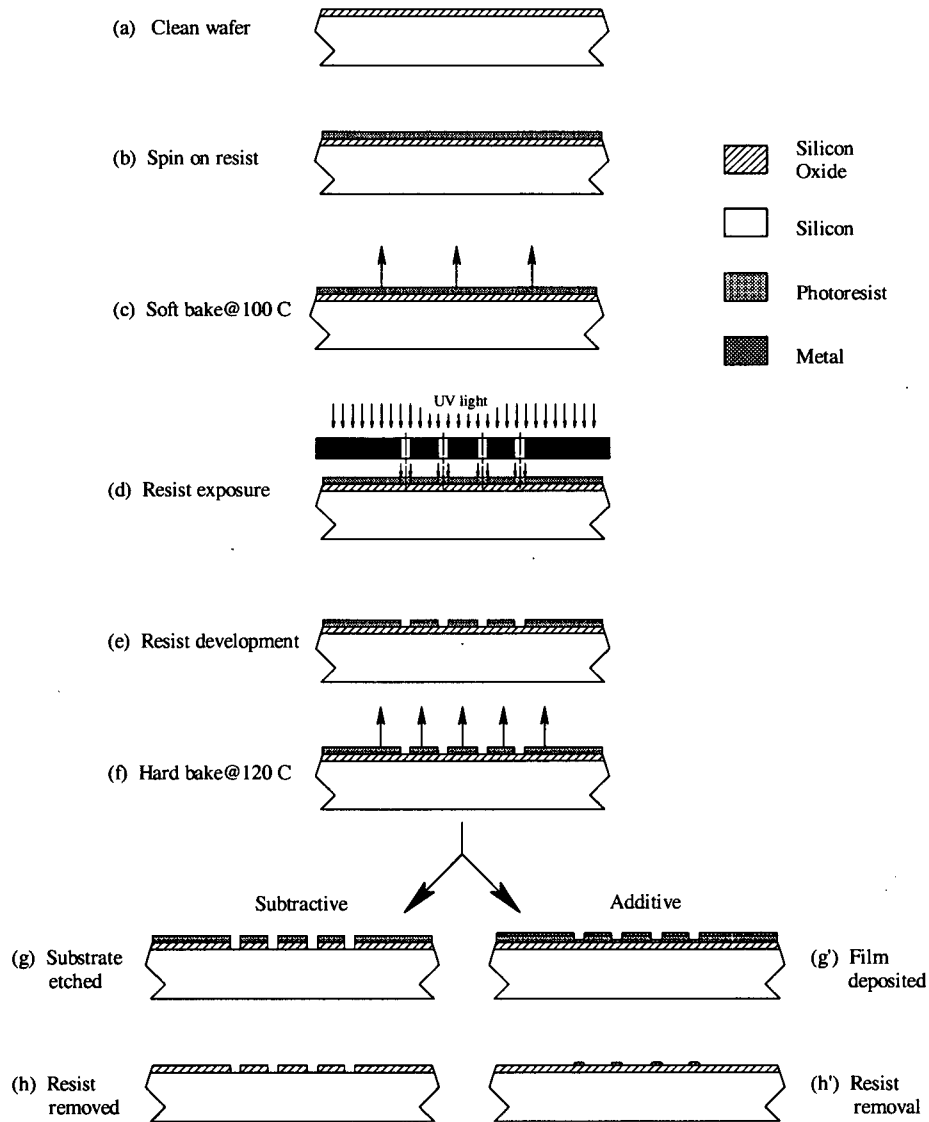 (a) Clean wafer
(b) Spin on resist
Silicon
Oxide
Silicon
(c) Soft bake@100 C
Photoresist
Metal
UV light
(d) Resist exposure
(e) Resist development
(f) Hard bake@120 C
Subtractive
Additive
(g) Substrate
etched
(g') Film
deposited
(h) Resist
removed
(h') Resist
removal